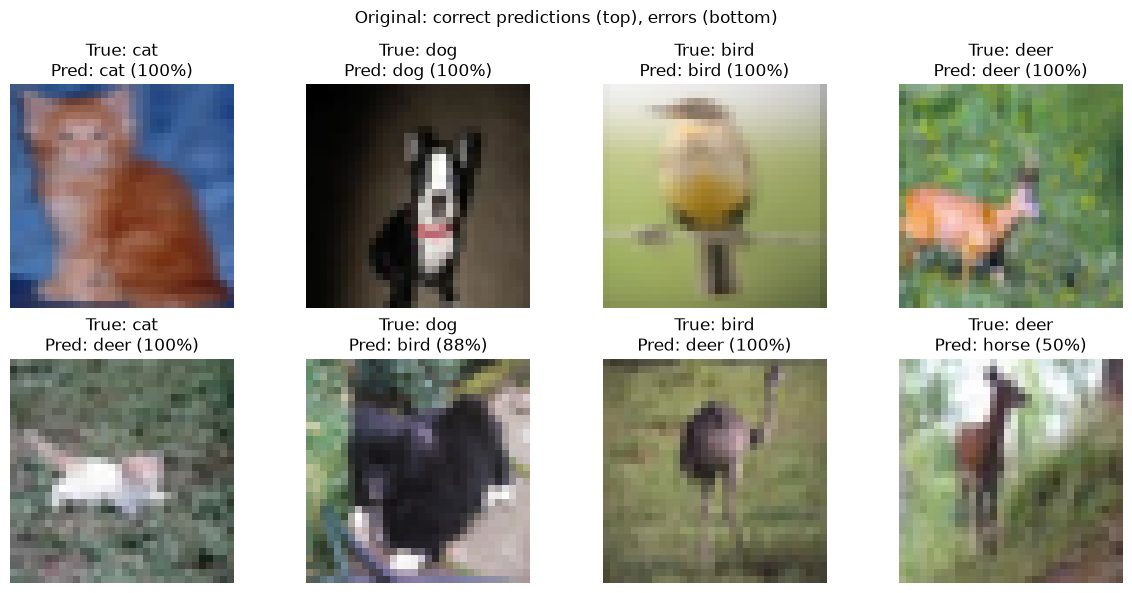 Original: correct predictions (top), errors (bottom)
True: cat
Pred: cat (100%)
True: dog
Pred: dog (100%)
True: bird
Pred: bird (100%)
True: deer
Pred: deer (100%)
True: cat
Pred: deer (100%)
True: dog
Pred: bird (88%)
True: bird
Pred: deer (100%)
True: deer
Pred: horse (50%)